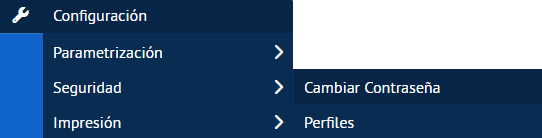 Configuración
Parametrización
Seguridad
Cambiar Contraseña
Impresión
Perfiles